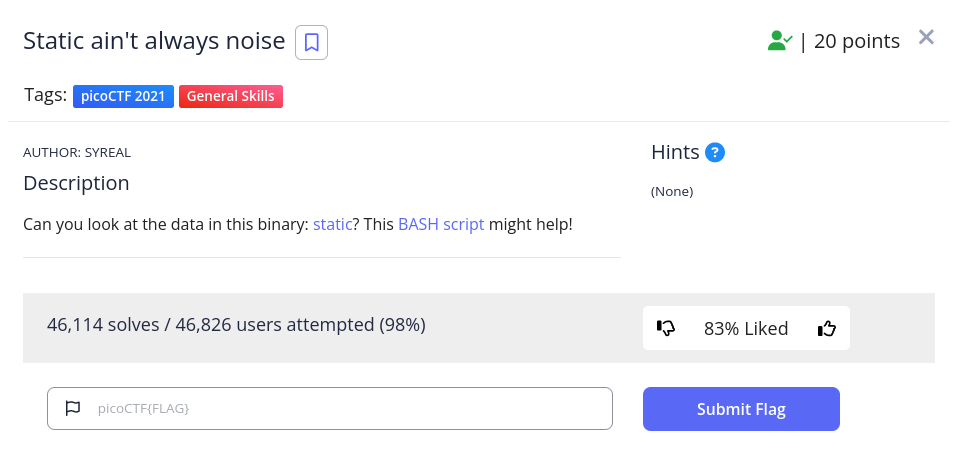 Static ain't always noise
| 20 points
Tags: picoCTF 2021 General Skills
AUTHOR: SYREAL
Description
Can you look at the data in this binary: static? This BASH script might help!
Hints ?
(None)
46,114 solves / 46,826 users attempted (98%)
83% Liked
picoCTF{FLAG}
Submit Flag